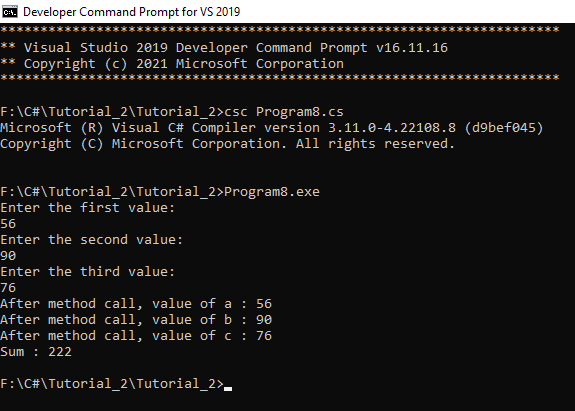 Developer Command Prompt for VS 2019
**********************************************************************
** Visual Studio 2019 Developer Command Prompt v16.11.16
** Copyright (c) 2021 Microsoft Corporation
**********************************************************************
F:\C#\Tutorial_2\Tutorial_2>csc Program8.cs
Microsoft (R) Visual C# Compiler version 3.11.0-4.22108.8 (d9bef045)
Copyright (C) Microsoft Corporation. All rights reserved.
F:\C#\Tutorial_2\Tutorial_2>Program8.exe
Enter the first value:
56
Enter the second value:
90
Enter the third value:
76
After method call, value of a : 56
After method call, value of b : 90
After method call, value of c : 76
Sum : 222
F:\C#\Tutorial_2\Tutorial_2>